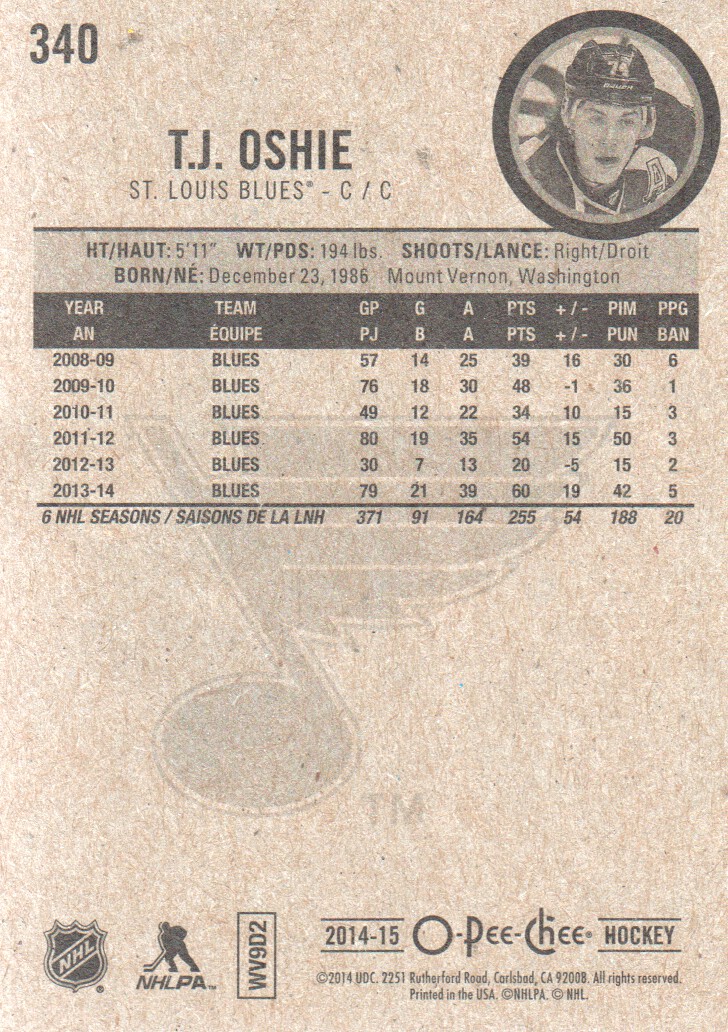 340
T.J. OSHIE
ST. LOUIS BLUES® - C / C
HT/HAUT: 5'11" WT/PDS: 194 lbs. SHOOTS/LANCE: Right/Droit
BORN/NÉ: December 23, 1986 Mount Vernon, Washington
YEAR TEAM GP G A PTS + / - PIM PPG
AN ÉQUIPE PJ B A PTS + / - PUN BAN
2008-09 BLUES 57 14 25 39 16 30 6
2009-10 BLUES 76 18 30 48 -1 36 1
2010-11 BLUES 49 12 22 34 10 15 3
2011-12 BLUES 80 19 35 54 15 50 3
2012-13 BLUES 30 7 13 20 -5 15 2
2013-14 BLUES 79 21 39 60 19 42 5
6 NHL SEASONS / SAISONS DE LA LNH 371 91 164 255 54 188 20
TM
NHL ®
NHLPA™
WV9D2
2014-15 O-Pee-Chee® HOCKEY
©2014 UDC. 2251 Rutherford Road, Carlsbad, CA 92008. All rights reserved.
Printed in the USA. ©NHLPA. © NHL.